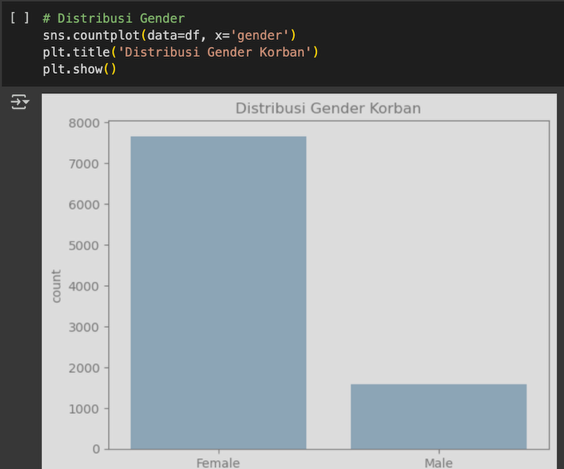 [ ] # Distribusi Gender
sns.countplot(data=df, x='gender')
plt.title('Distribusi Gender Korban')
plt.show()
Distribusi Gender Korban
8000
7000
6000
5000
4000
3000
2000
1000
0
count
Female Male